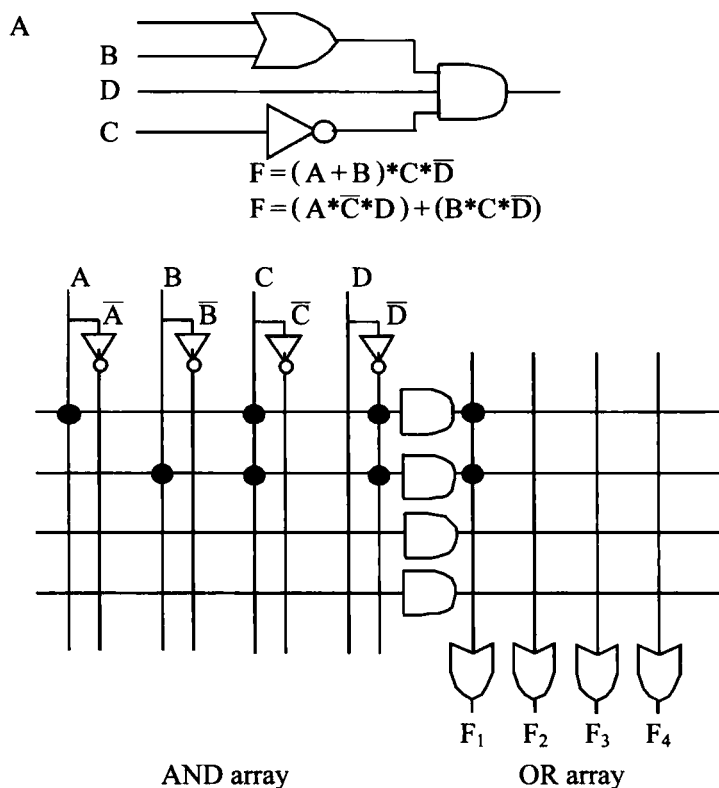 A
B
D
C
F = ( A + B )*C*D̅
F = ( A*C̅*D ) + (B*C*D̅)
A A̅ B B̅ C C̅ D D̅
F₁ F₂ F₃ F₄
AND array OR array